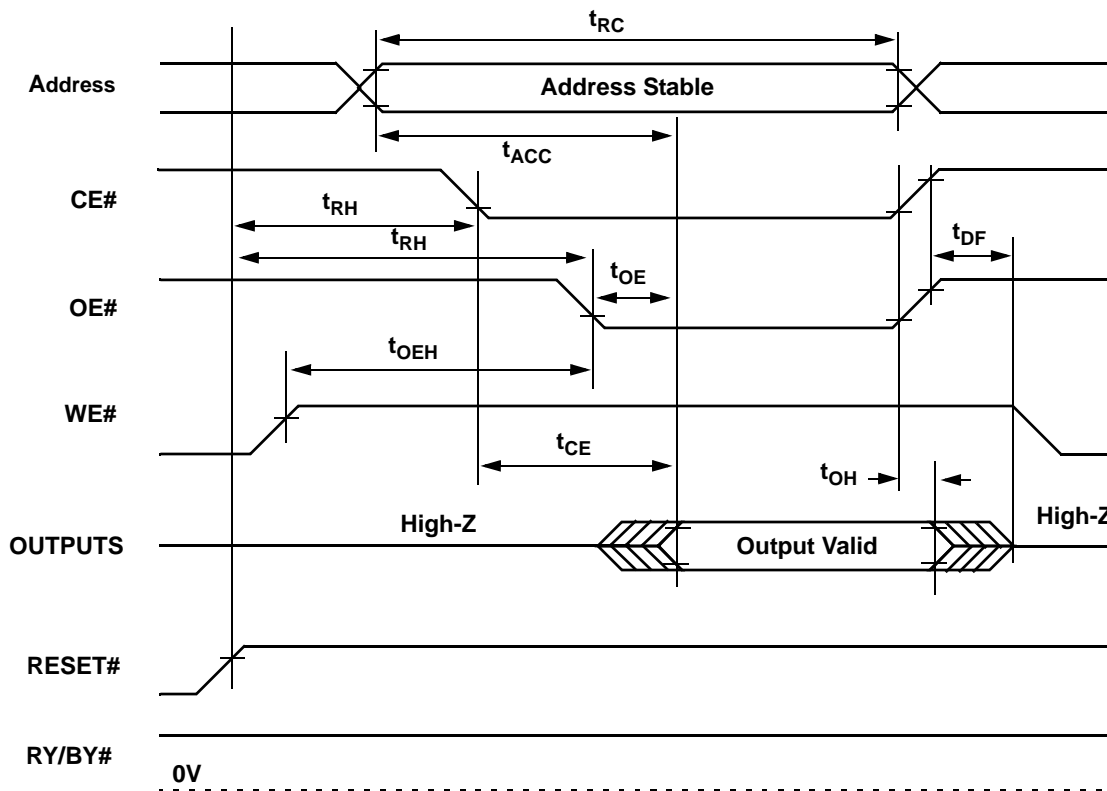 tRC
Address
Address Stable
tACC
CE#
tRH
tRH
tDF
tOE
OE#
tOEH
WE#
tCE
tOH
High-Z
High-Z
OUTPUTS
Output Valid
RESET#
RY/BY#
0V